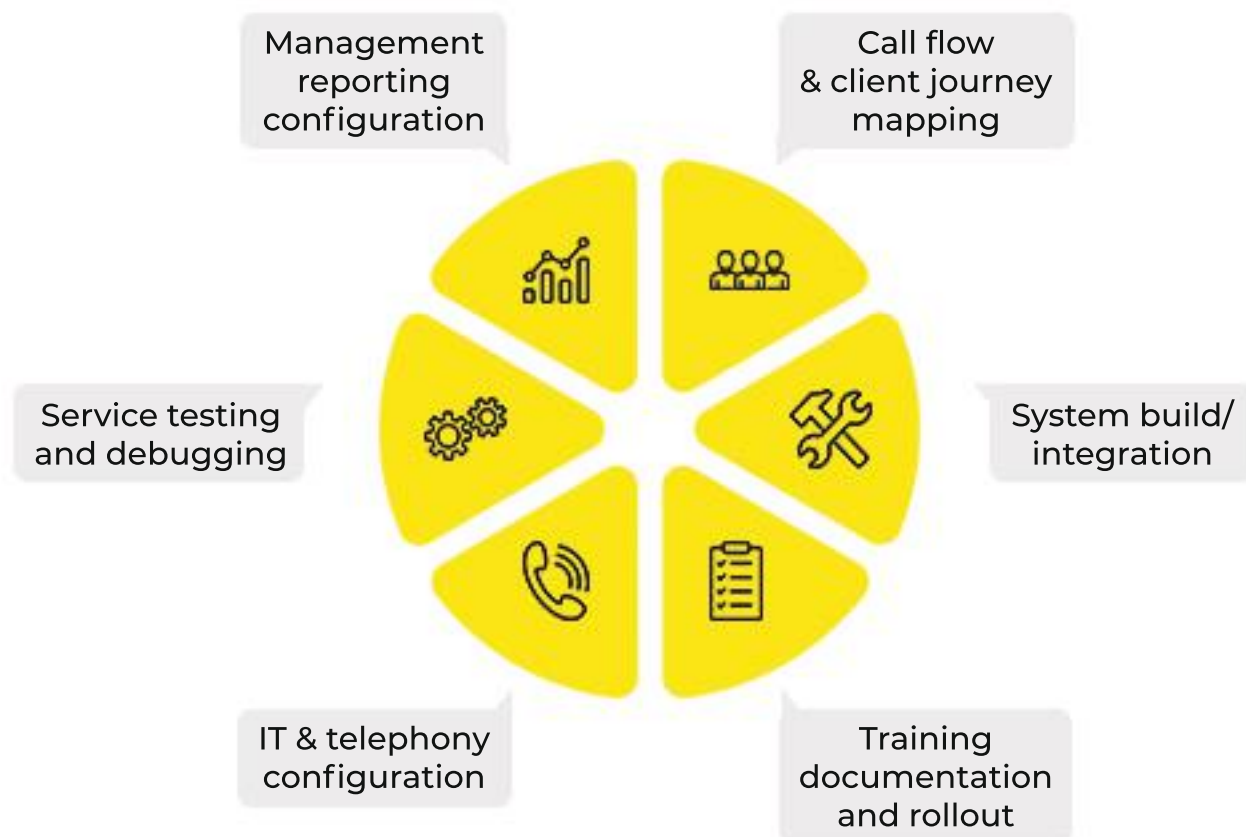 Management
reporting
configuration
Call flow
& client journey
mapping
Service testing
and debugging
System build/
integration
IT & telephony
configuration
Training
documentation
and rollout